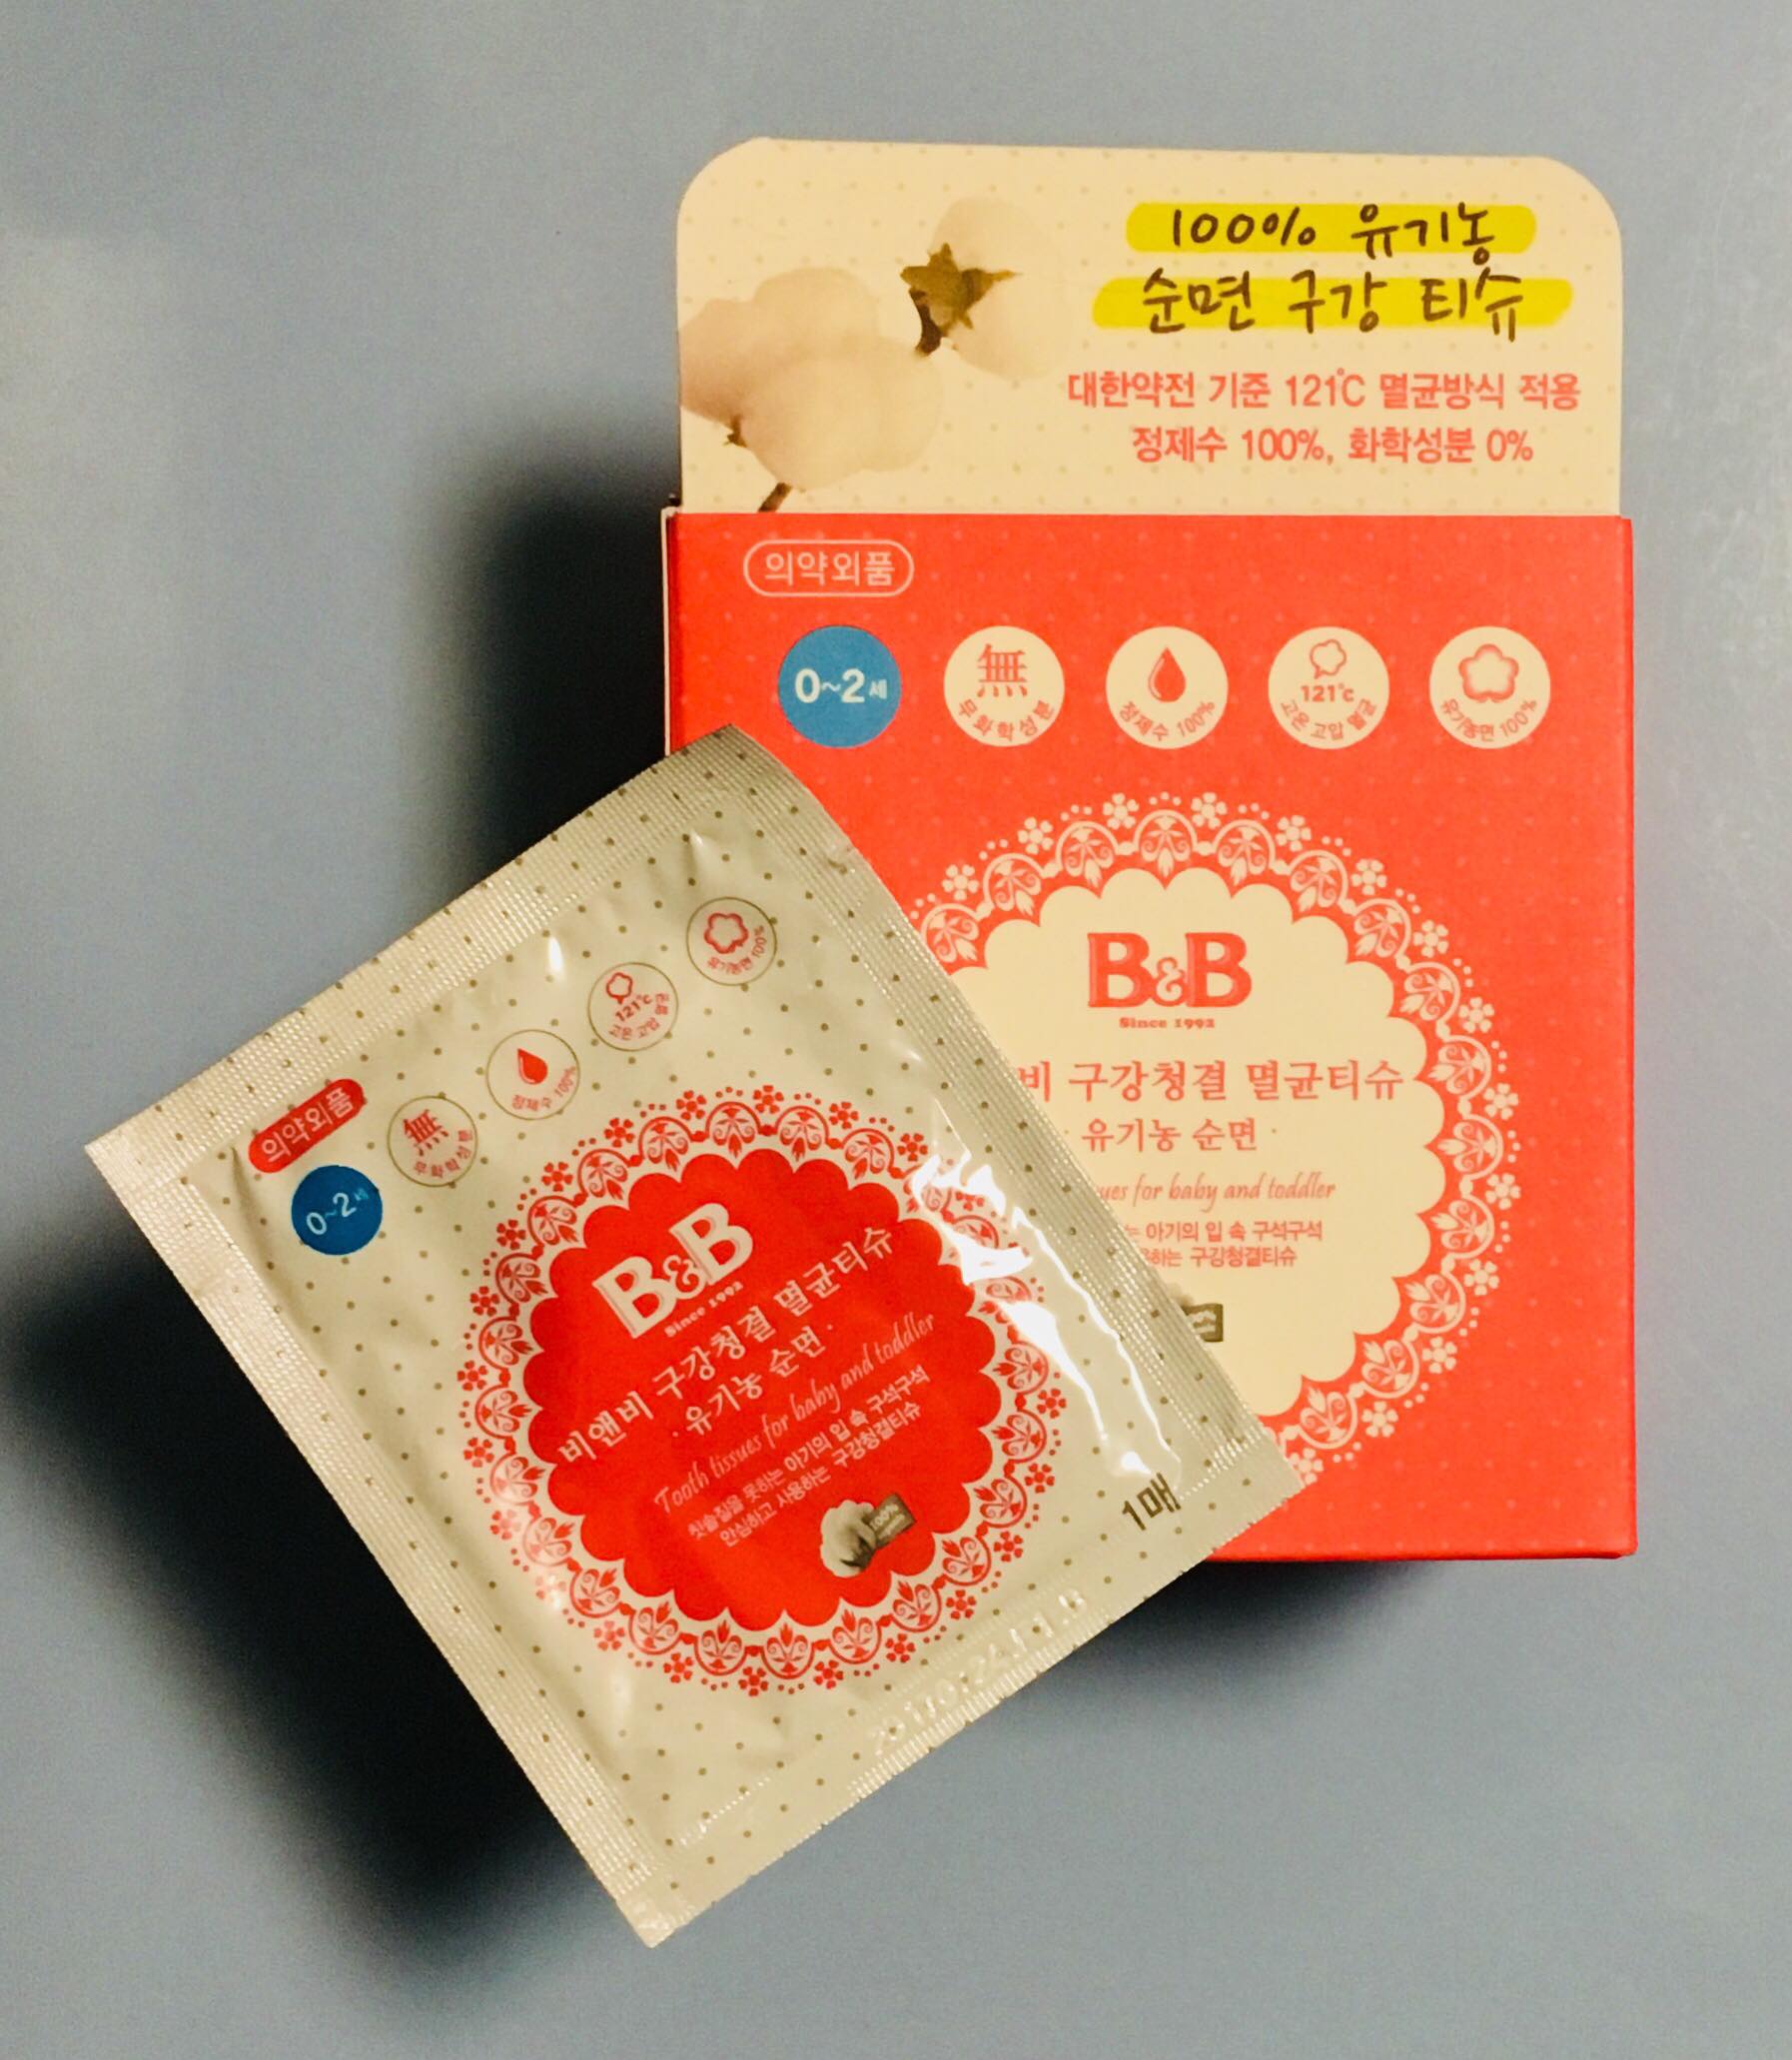 100% 유기농
순면 구강 티슈
대한약전 기준 121℃ 멸균방식 적용
정제수 100%, 화학성분 0%
의약외품
0~2세
無
무화학성분
정제수 100%
121℃
고온 고압 멸균
유기농면 100%
B&B
Since 1992
비 구강청결 멸균티슈
유기농 순면
for baby and toddler
아기의 입 속 구석구석
구강청결티슈
의약외품
0~2세
無
무화학성분
정제수 100%
121℃
고온 고압 멸균
유기농면 100%
B&B
Since 1992
비앤비 구강청결 멸균티슈
· 유기농 순면 ·
Tooth tissues for baby and toddler
칫솔질을 못하는 아기의 입 속 구석구석
안심하고 사용하는 구강청결티슈
100%
1매